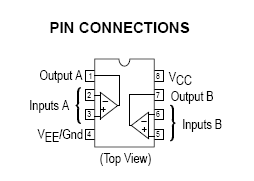 PIN CONNECTIONS
Output A 1
8 VCC
2
7 Output B
Inputs A
3
6
Inputs B
VEE/Gnd 4
5
(Top View)